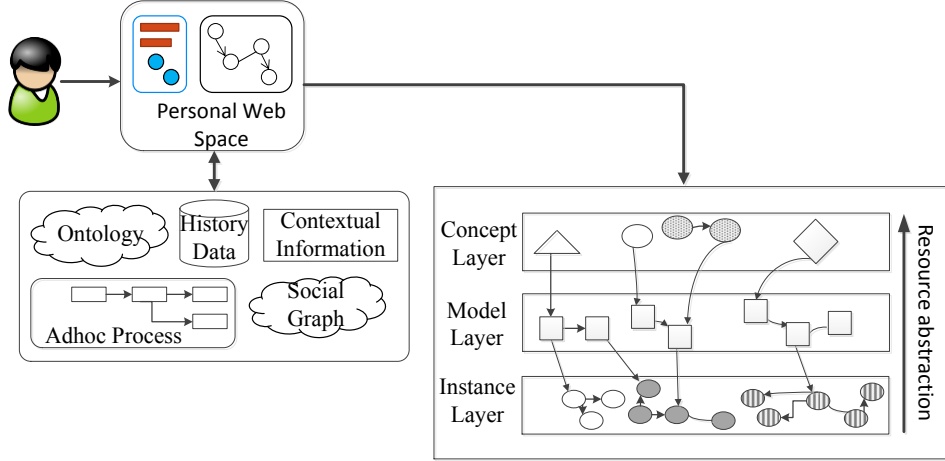 Personal Web
Space
Ontology
History
Data
Contextual
Information
Adhoc Process
Social
Graph
Concept
Layer
Model
Layer
Instance
Layer
Resource abstraction